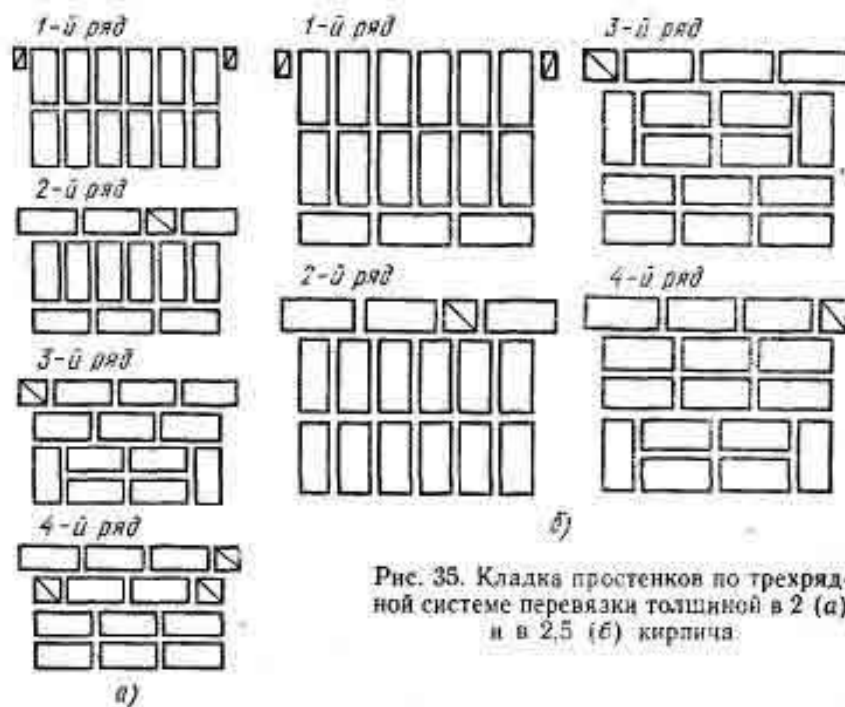 1-й ряд
2-й ряд
3-й ряд
4-й ряд
а)
1-й ряд
2-й ряд
3-й ряд
4-й ряд
б)
Рис. 35. Кладка простенков по трехряд-
ной системе перевязки толщиной в 2 (а)
и в 2,5 (б) кирпича